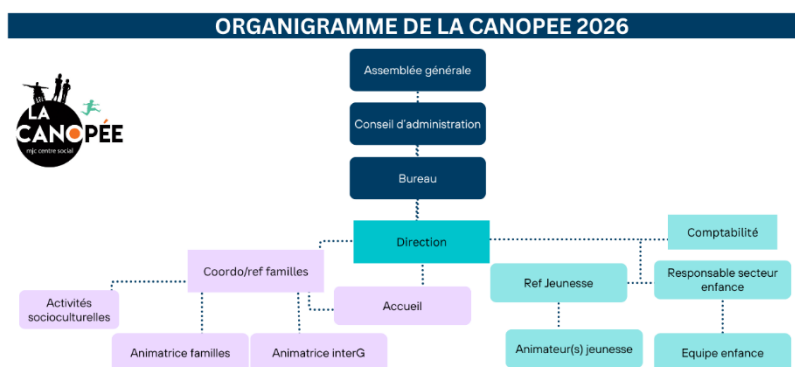 ORGANIGRAMME DE LA CANOPEE 2026
Assemblée générale
LA
CANOPÉE
mjc centre social
Conseil d'administration
Bureau
Direction
Comptabilité
Coordo/ref familles
Ref Jeunesse
Responsable secteur
enfance
Activités
socioculturelles
Accueil
Animatrice familles
Animatrice interG
Animateur(s) jeunesse
Equipe enfance